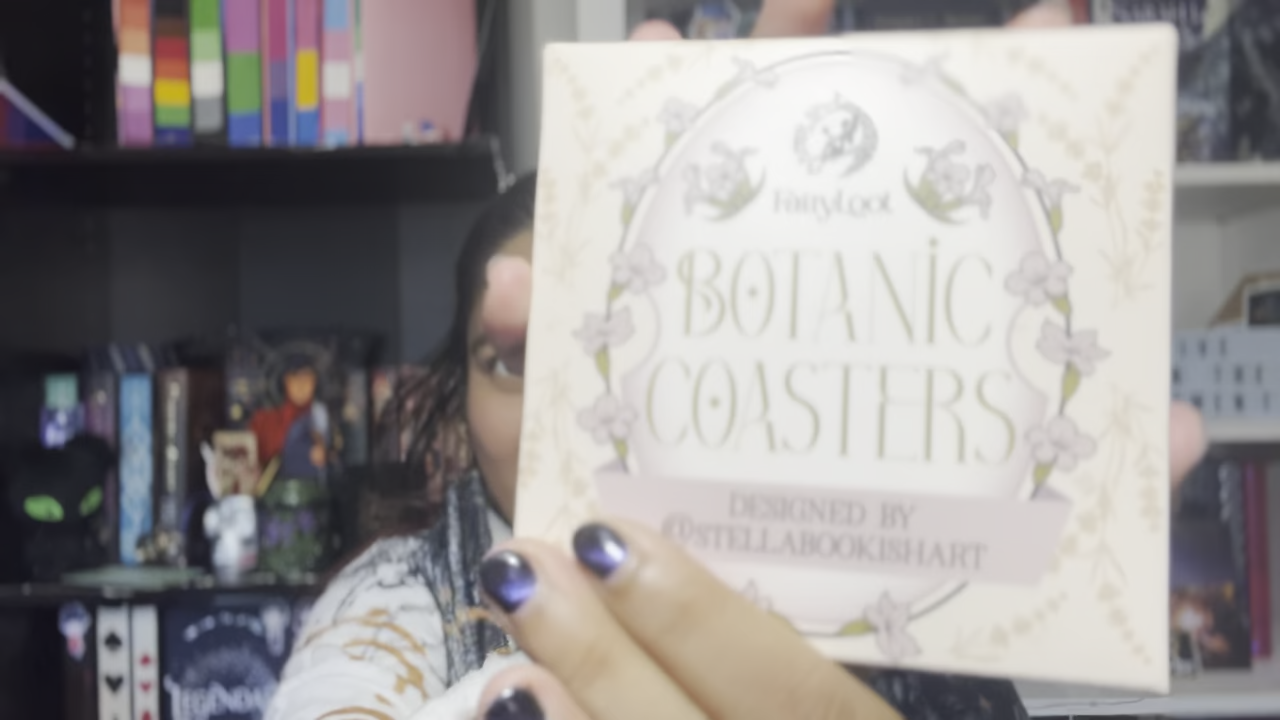 FairyLoot
BOTANIC
COASTERS
DESIGNED BY
@STELLABOOKISHART